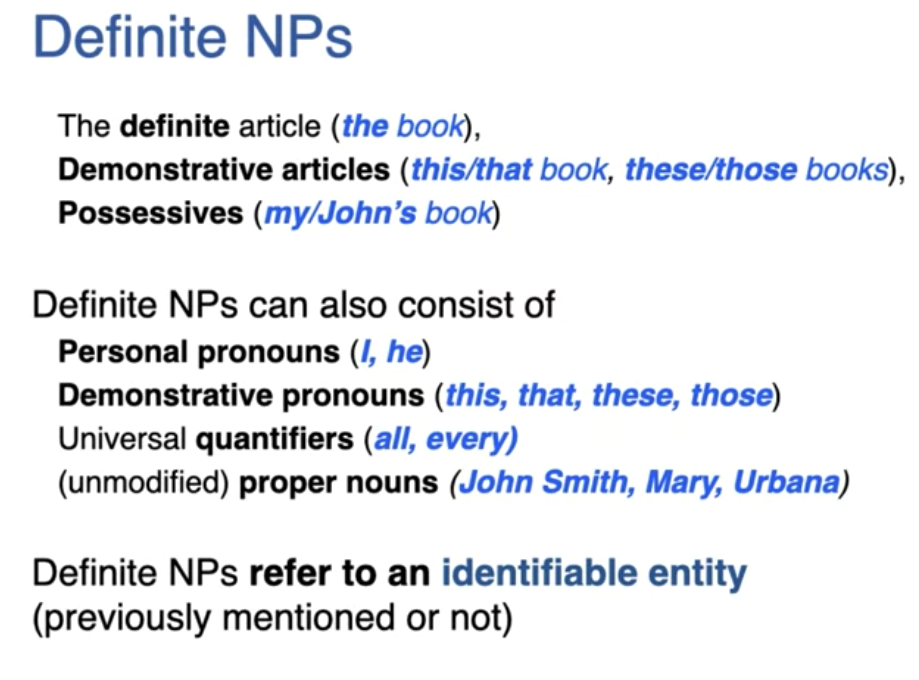 Definite NPs
The definite article (the book),
Demonstrative articles (this/that book, these/those books),
Possessives (my/John’s book)
Definite NPs can also consist of
Personal pronouns (I, he)
Demonstrative pronouns (this, that, these, those)
Universal quantifiers (all, every)
(unmodified) proper nouns (John Smith, Mary, Urbana)
Definite NPs refer to an identifiable entity
(previously mentioned or not)